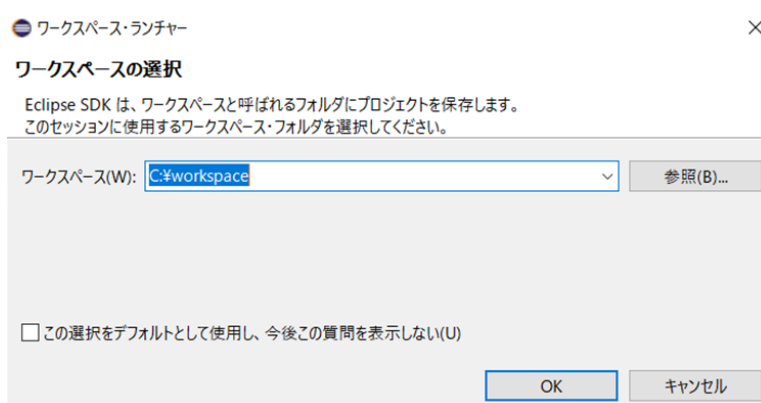 ワークスペース・ランチャー
ワークスペースの選択
Eclipse SDK は、ワークスペースと呼ばれるフォルダにプロジェクトを保存します。
このセッションに使用するワークスペース・フォルダを選択してください。
ワークスペース(W): C:¥workspace 参照(B)...
この選択をデフォルトとして使用し、今後この質問を表示しない(U)
OK キャンセル